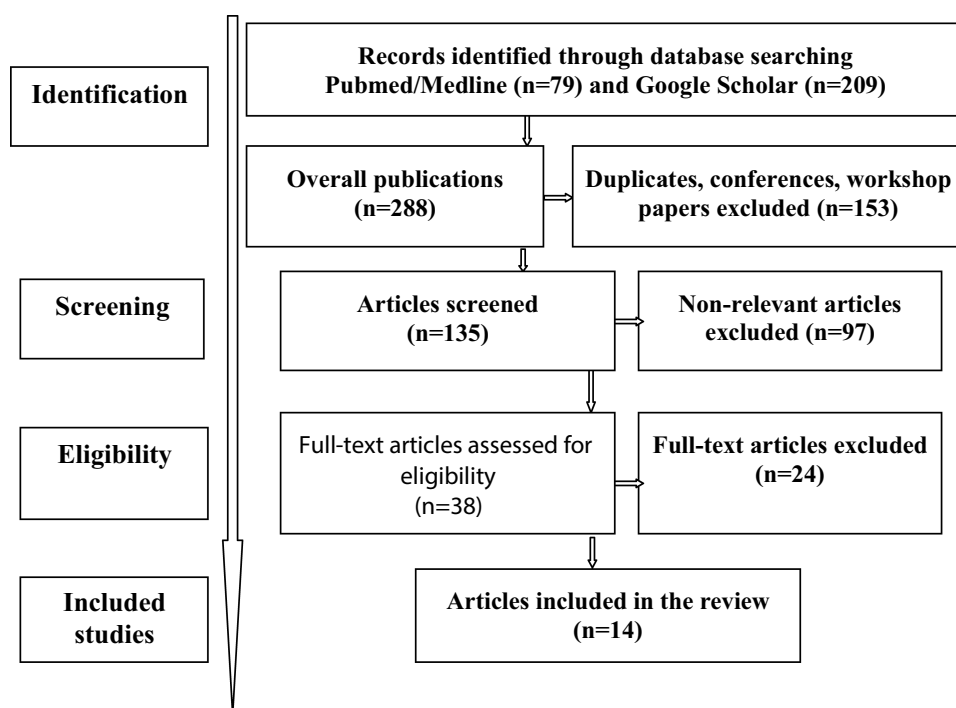 Records identified through database searching
Pubmed/Medline (n=79) and Google Scholar (n=209)
Identification
Overall publications
(n=288)
Duplicates, conferences, workshop
papers excluded (n=153)
Screening
Articles screened
(n=135)
Non-relevant articles
excluded (n=97)
Eligibility
Full-text articles assessed for
eligibility
(n=38)
Full-text articles excluded
(n=24)
Included
studies
Articles included in the review
(n=14)